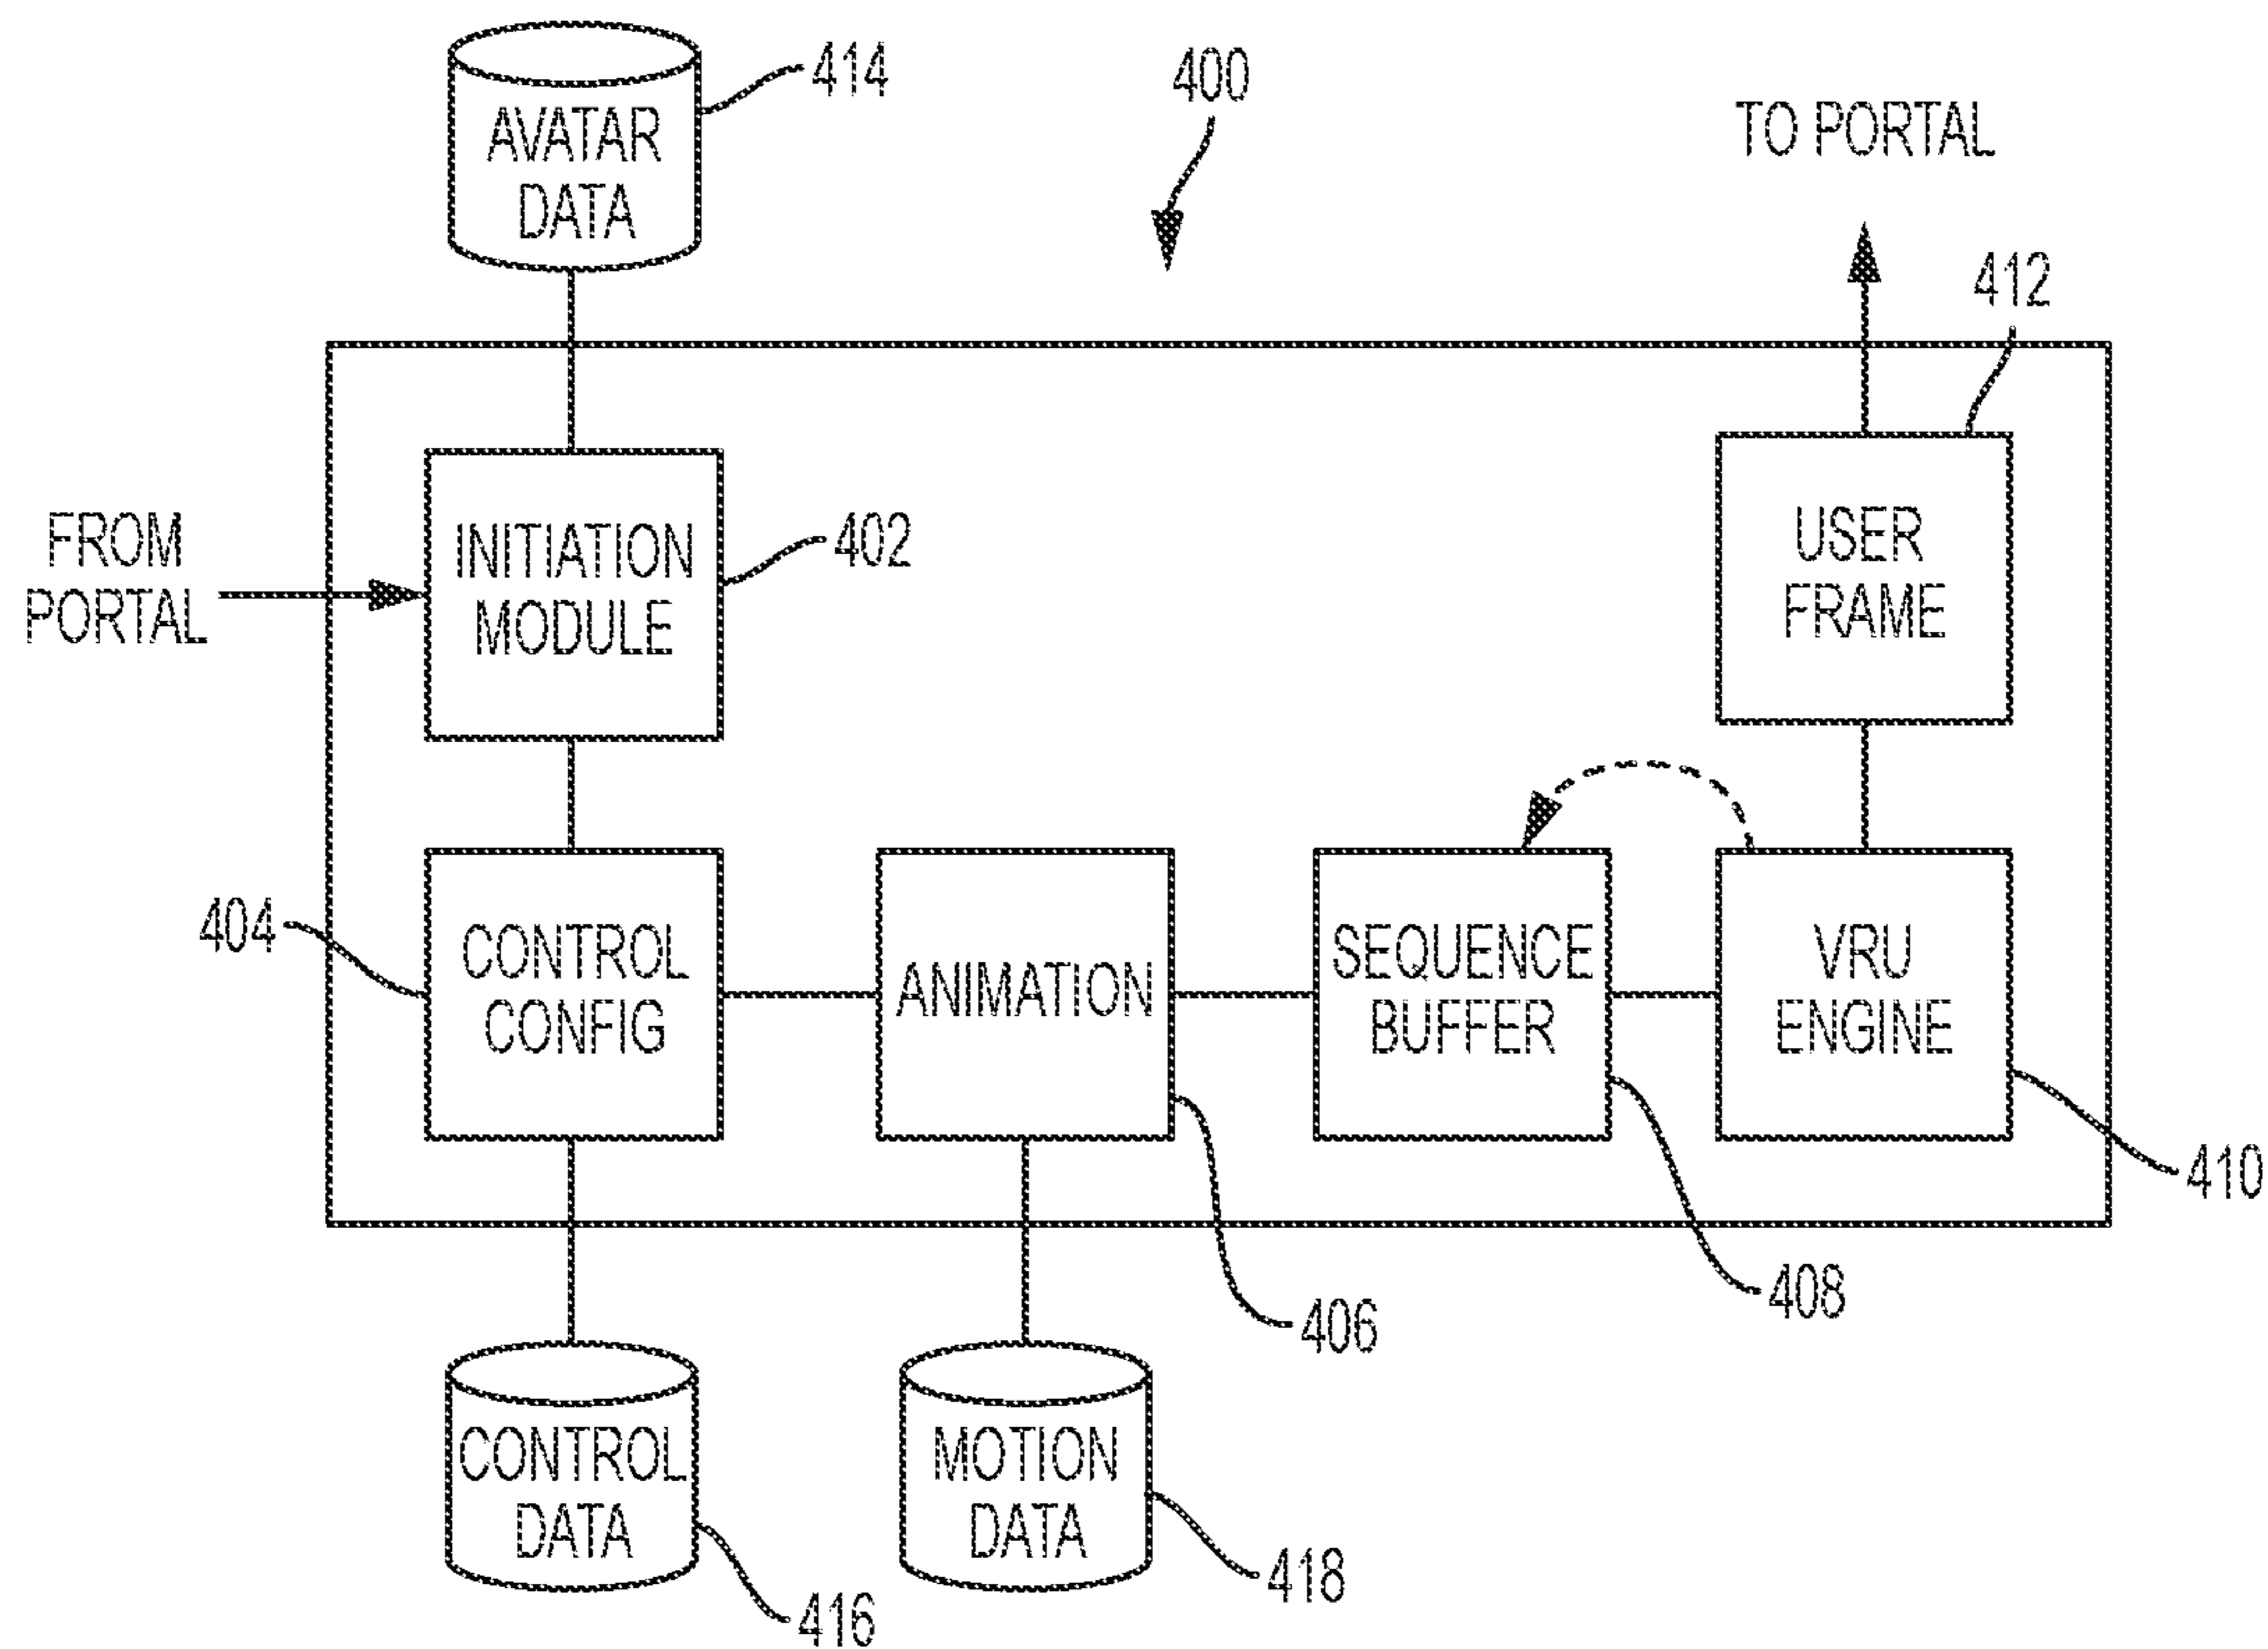 AVATAR
DATA
414
400
TO PORTAL
412
FROM
PORTAL
INITIATION
MODULE
402
USER
FRAME
404
CONTROL
CONFIG
ANIMATION
SEQUENCE
BUFFER
VRU
ENGINE
410
408
406
CONTROL
DATA
416
MOTION
DATA
418